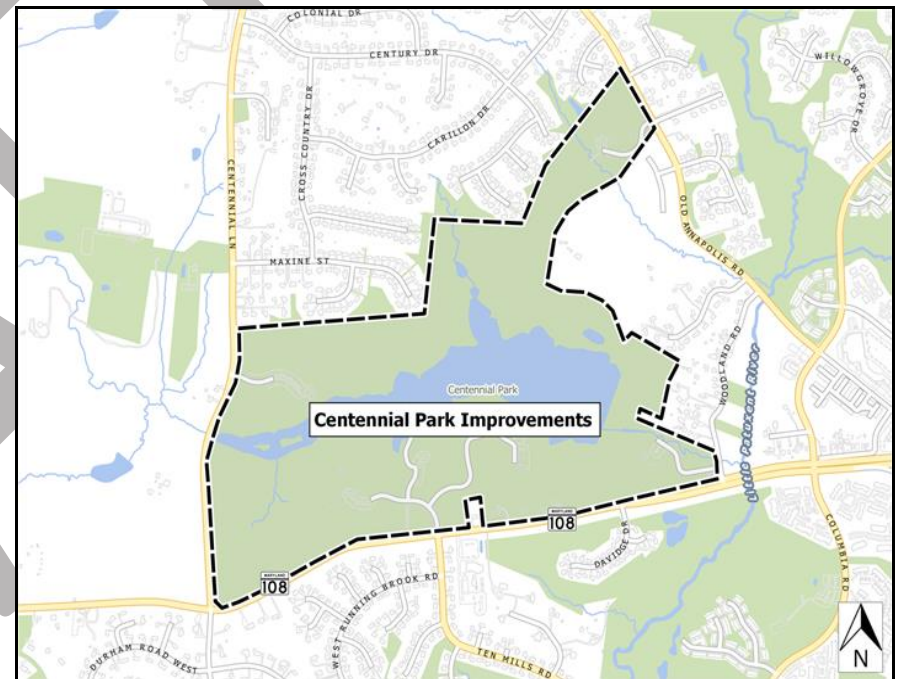 COLONIAL DR
CENTURY DR
WILLOWGROVE DR
CROSS COUNTRY DR
CARILLON DR
CENTENNIAL LN
OLD ANNAPOLIS RD
MAXINE ST
WOODLAND RD
Little Patuxent River
Centennial Park
Centennial Park Improvements
MARYLAND
108
MARYLAND
108
DAVIDGE DR
COLUMBIA RD
WEST RUNNING BROOK RD
DURHAM ROAD WEST
TEN MILLS RD
N